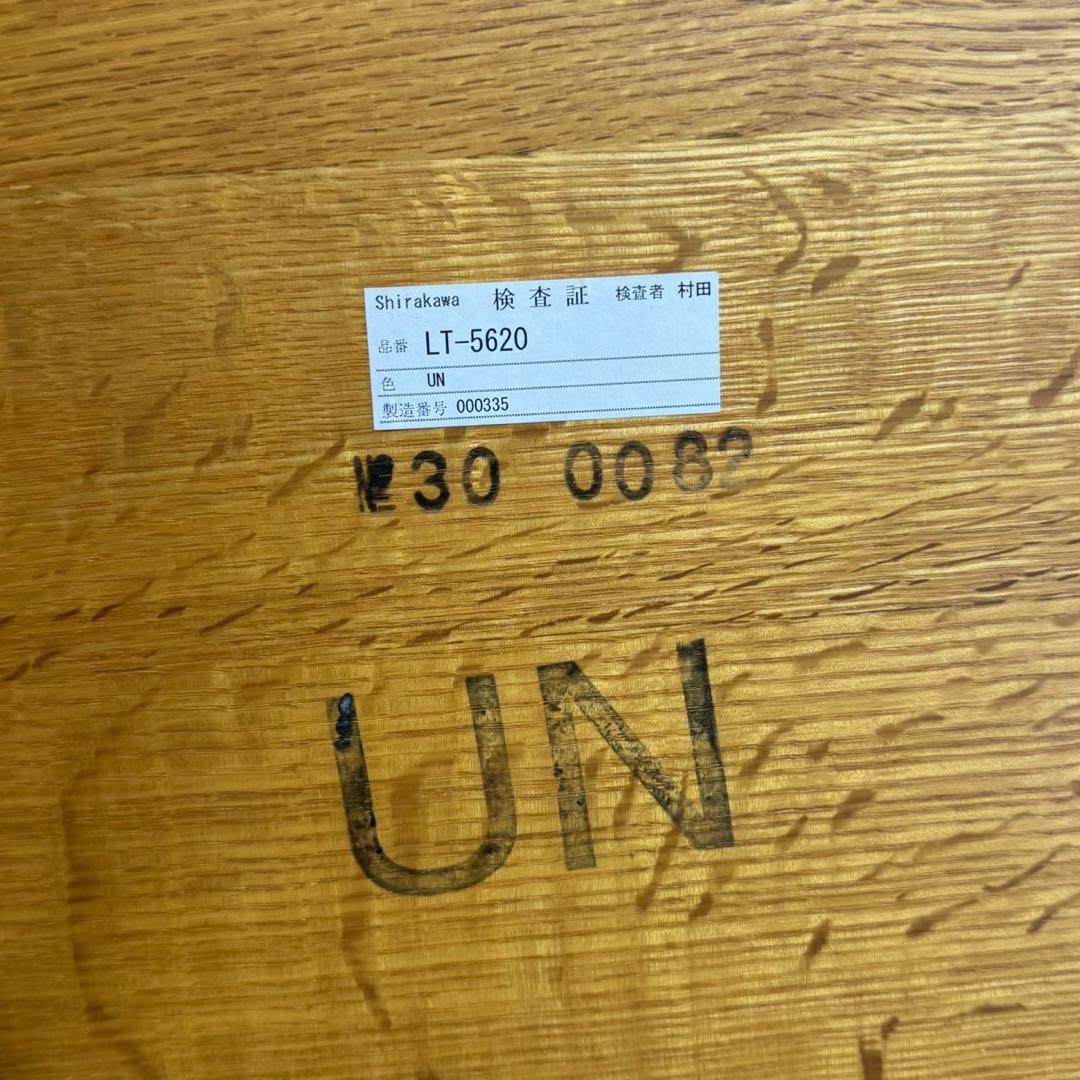 Shirakawa 検査証 検査者 村田
品番 LT-5620
色 UN
製造番号 000335
30 0082
UN